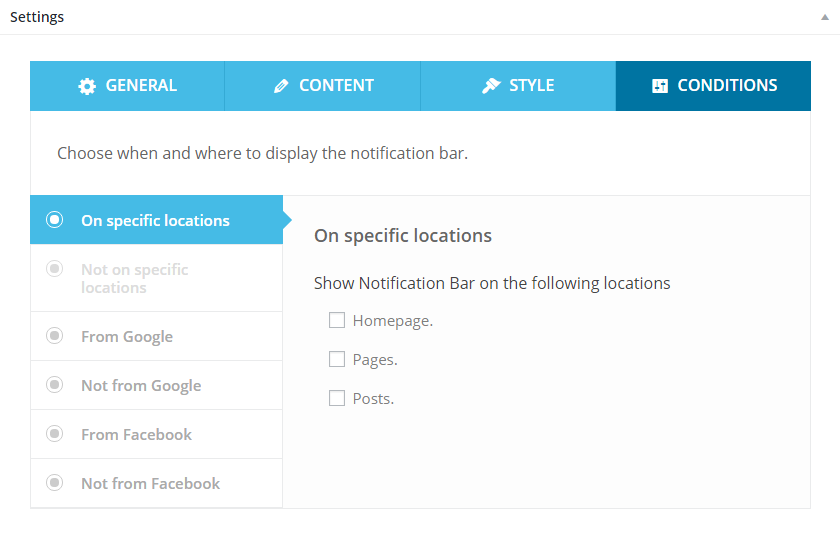 Settings
GENERAL
CONTENT
STYLE
CONDITIONS
Choose when and where to display the notification bar.
On specific locations
Not on specific
locations
From Google
Not from Google
From Facebook
Not from Facebook
On specific locations
Show Notification Bar on the following locations
Homepage.
Pages.
Posts.